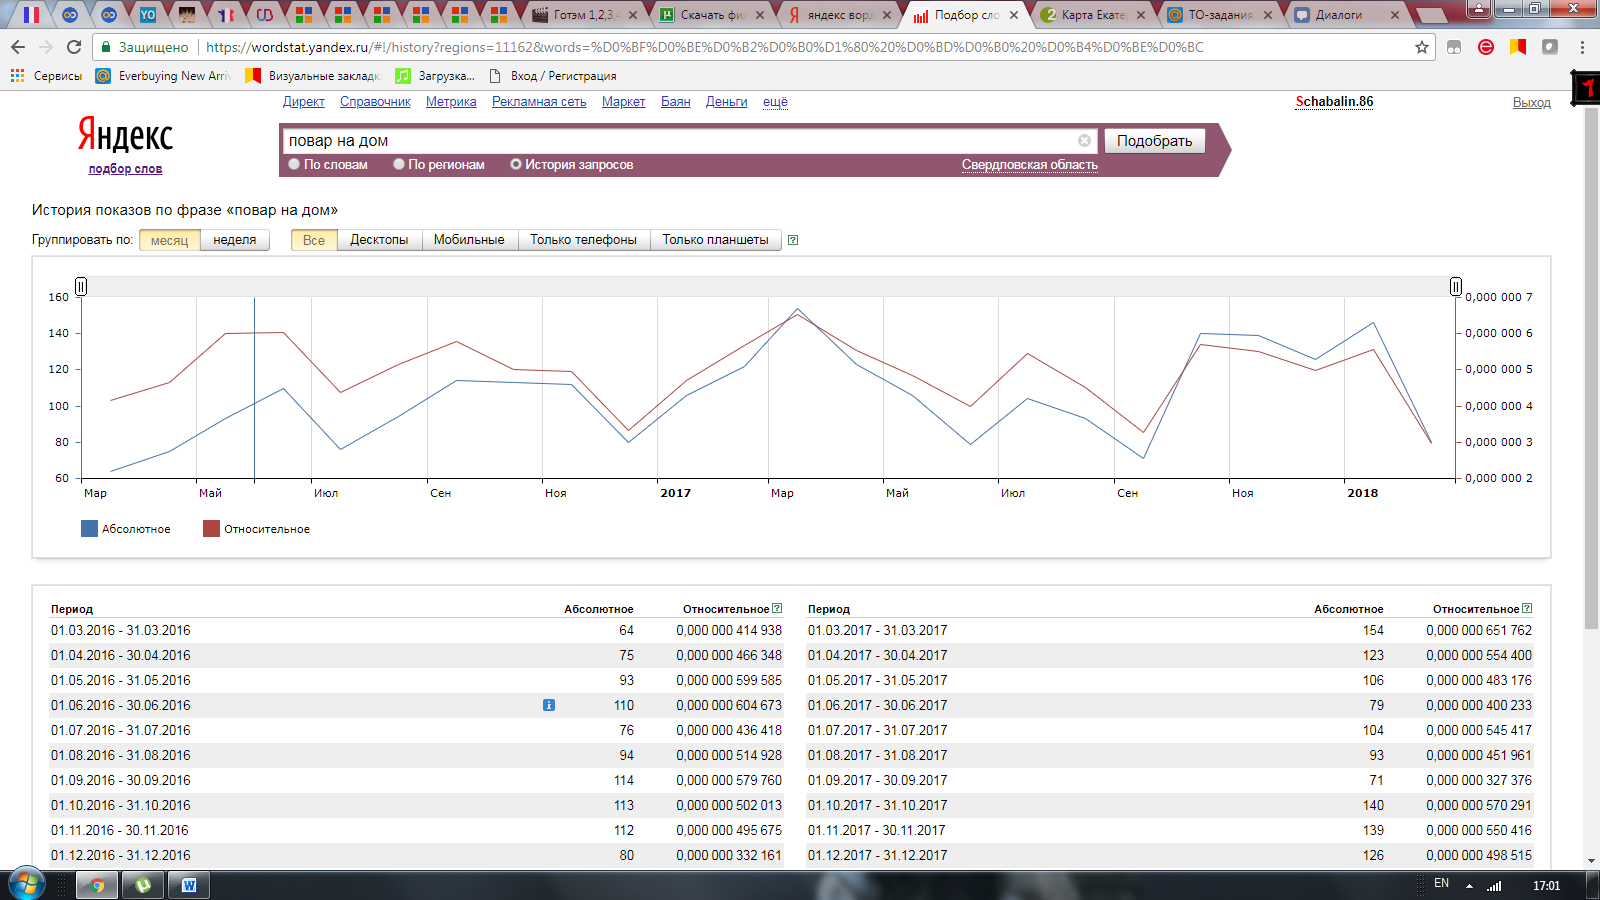 YO
Готэм 1,2,3,4
Скачать фил
яндекс ворд
Подбор сло
Карта Екате
ТО-задания
Диалоги
Защищено
https://wordstat.yandex.ru/#!/history?regions=11162&words=%D0%BF%D0%BE%D0%B2%D0%B0%D1%80%20%D0%BD%D0%B0%20%D0%B4%D0%BE%D0%BC
Сервисы
Everbuying New Arriv
Визуальные закладк
Загрузка...
Вход / Регистрация
Директ Справочник Метрика Рекламная сеть Маркет Баян Деньги ещё
Schabalin.86
Выход
Яндекс
подбор слов
повар на дом
Подобрать
По словам По регионам История запросов
Свердловская область
История показов по фразе «повар на дом»
Группировать по: месяц неделя Все Десктопы Мобильные Только телефоны Только планшеты
160 0,000 000 7
140 0,000 000 6
120 0,000 000 5
100 0,000 000 4
80 0,000 000 3
60 0,000 000 2
Мар Май Июл Сен Ноя 2017 Мар Май Июл Сен Ноя 2018
Абсолютное Относительное
Период Абсолютное Относительное Период Абсолютное Относительное
01.03.2016 - 31.03.2016 64 0,000 000 414 938 01.03.2017 - 31.03.2017 154 0,000 000 651 762
01.04.2016 - 30.04.2016 75 0,000 000 466 348 01.04.2017 - 30.04.2017 123 0,000 000 554 400
01.05.2016 - 31.05.2016 93 0,000 000 599 585 01.05.2017 - 31.05.2017 106 0,000 000 483 176
01.06.2016 - 30.06.2016 110 0,000 000 604 673 01.06.2017 - 30.06.2017 79 0,000 000 400 233
01.07.2016 - 31.07.2016 76 0,000 000 436 418 01.07.2017 - 31.07.2017 104 0,000 000 545 417
01.08.2016 - 31.08.2016 94 0,000 000 514 928 01.08.2017 - 31.08.2017 93 0,000 000 451 961
01.09.2016 - 30.09.2016 114 0,000 000 579 760 01.09.2017 - 30.09.2017 71 0,000 000 327 376
01.10.2016 - 31.10.2016 113 0,000 000 502 013 01.10.2017 - 31.10.2017 140 0,000 000 570 291
01.11.2016 - 30.11.2016 112 0,000 000 495 675 01.11.2017 - 30.11.2017 139 0,000 000 550 416
01.12.2016 - 31.12.2016 80 0,000 000 332 161 01.12.2017 - 31.12.2017 126 0,000 000 498 515
EN 17:01